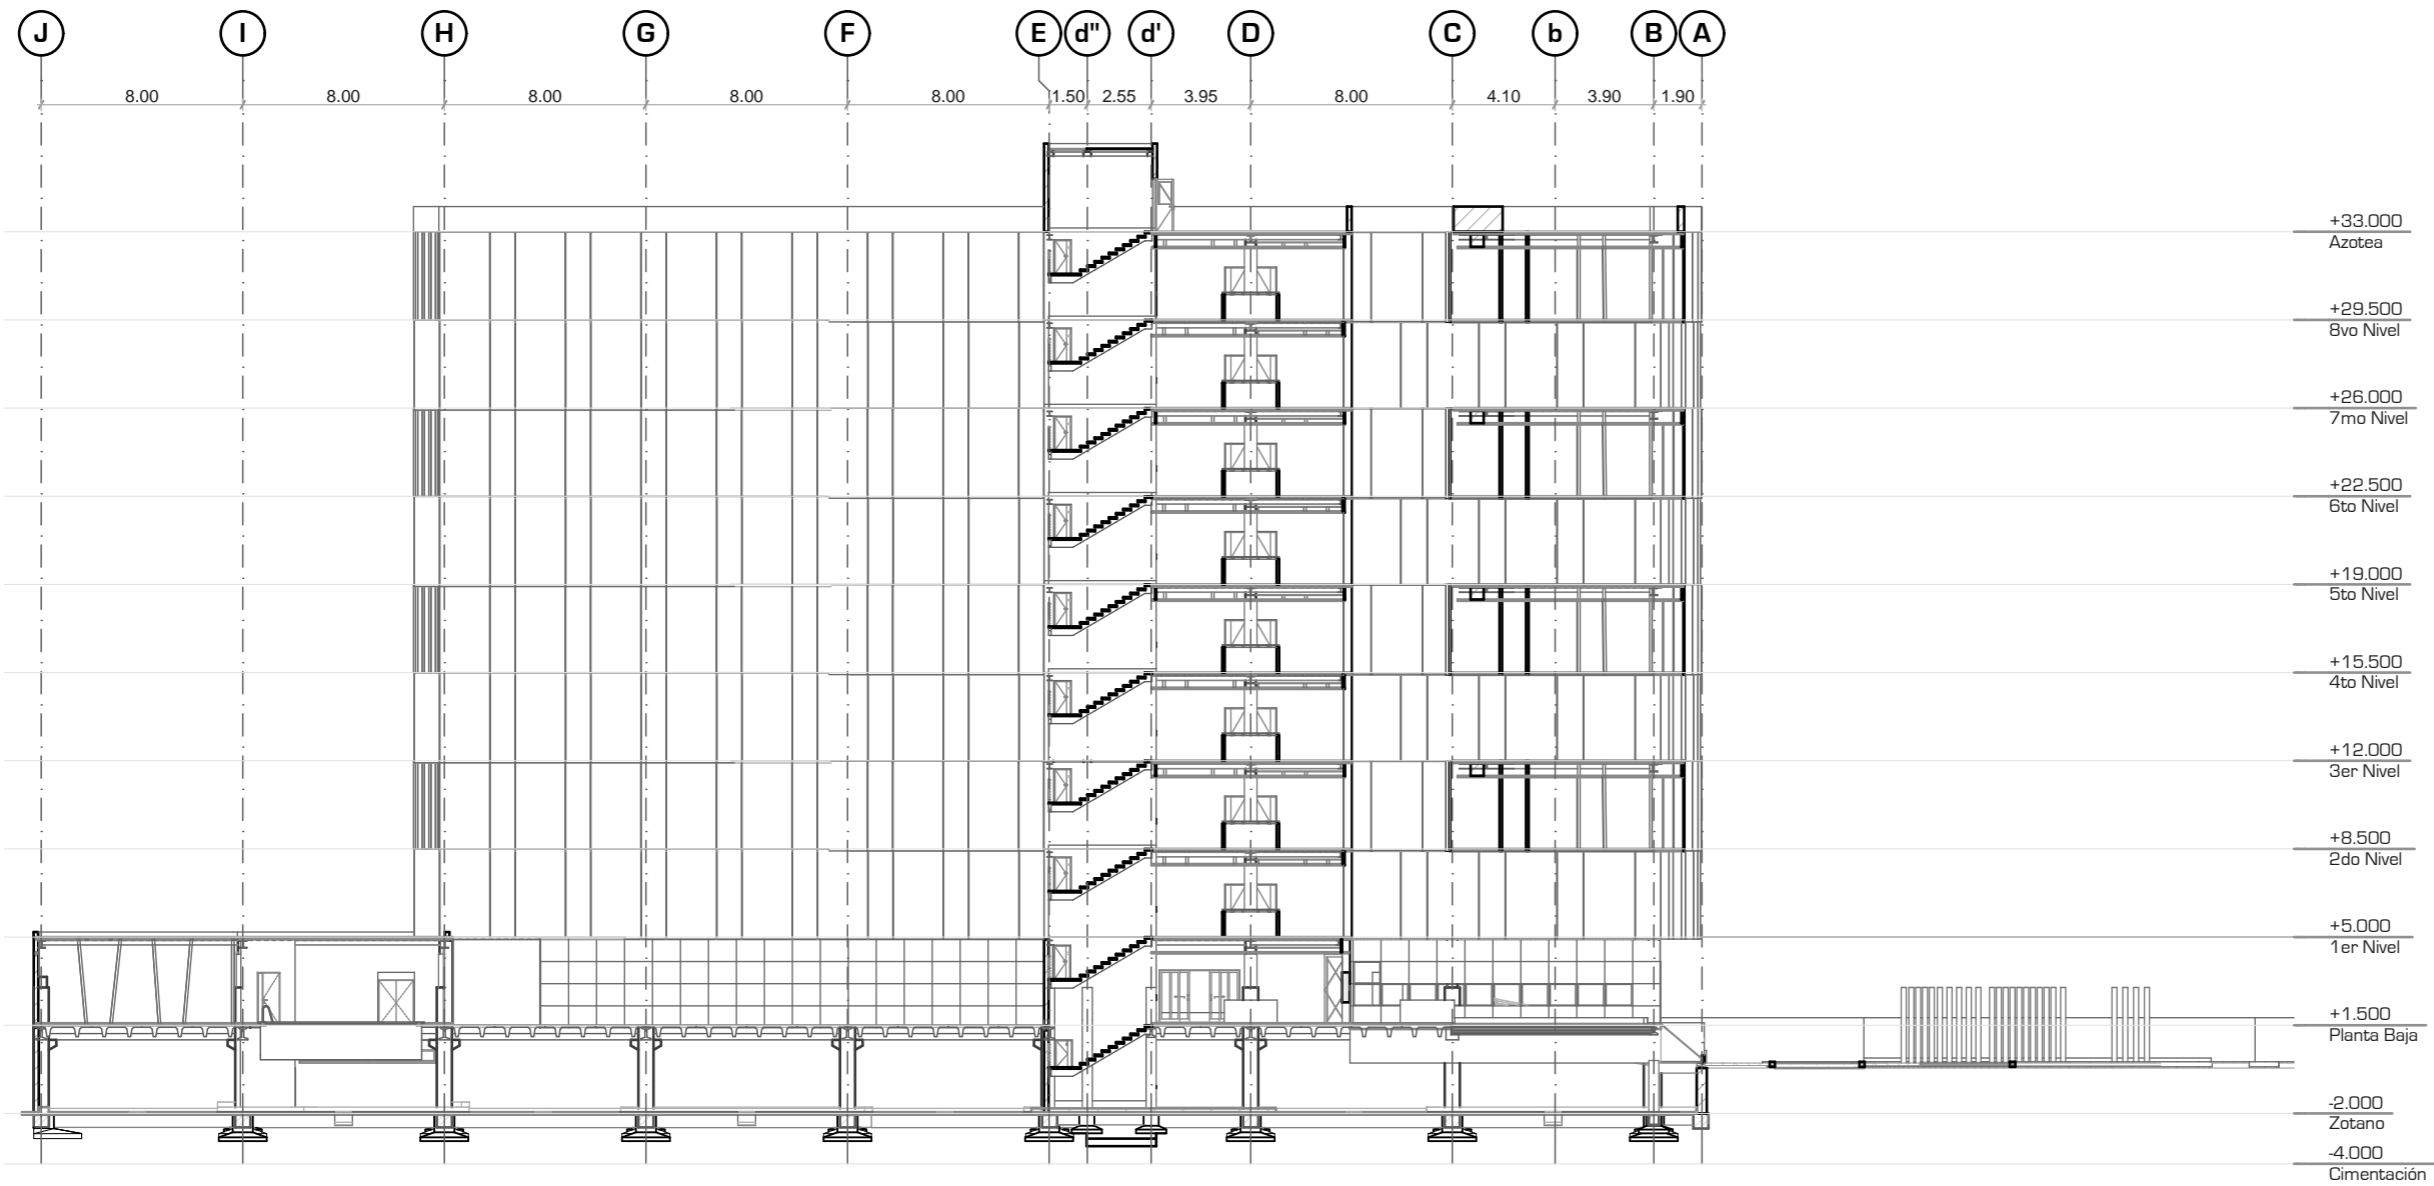 J I H G F E d" d' D C b B A
8.00 8.00 8.00 8.00 8.00 1.50 2.55 3.95 8.00 4.10 3.90 1.90
+33.000
Azotea
+29.500
8vo Nivel
+26.000
7mo Nivel
+22.500
6to Nivel
+19.000
5to Nivel
+15.500
4to Nivel
+12.000
3er Nivel
+8.500
2do Nivel
+5.000
1er Nivel
+1.500
Planta Baja
-2.000
Zotano
-4.000
Cimentación